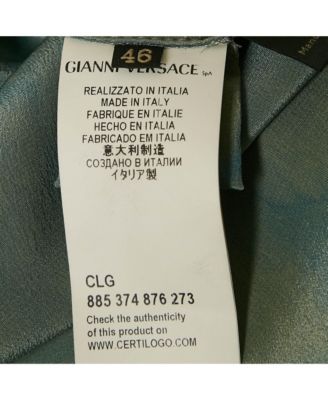 46
GIANNI VERSACE SpA
REALIZZATO IN ITALIA
MADE IN ITALY
FABRIQUE EN ITALIE
HECHO EN ITALIA
FABRICADO EM ITALIA
意大利制造
СОЗДАНО В ИТАЛИИ
イタリア製
CLG
885 374 876 273
Check the authenticity
of this product on
WWW.CERTILOGO.COM